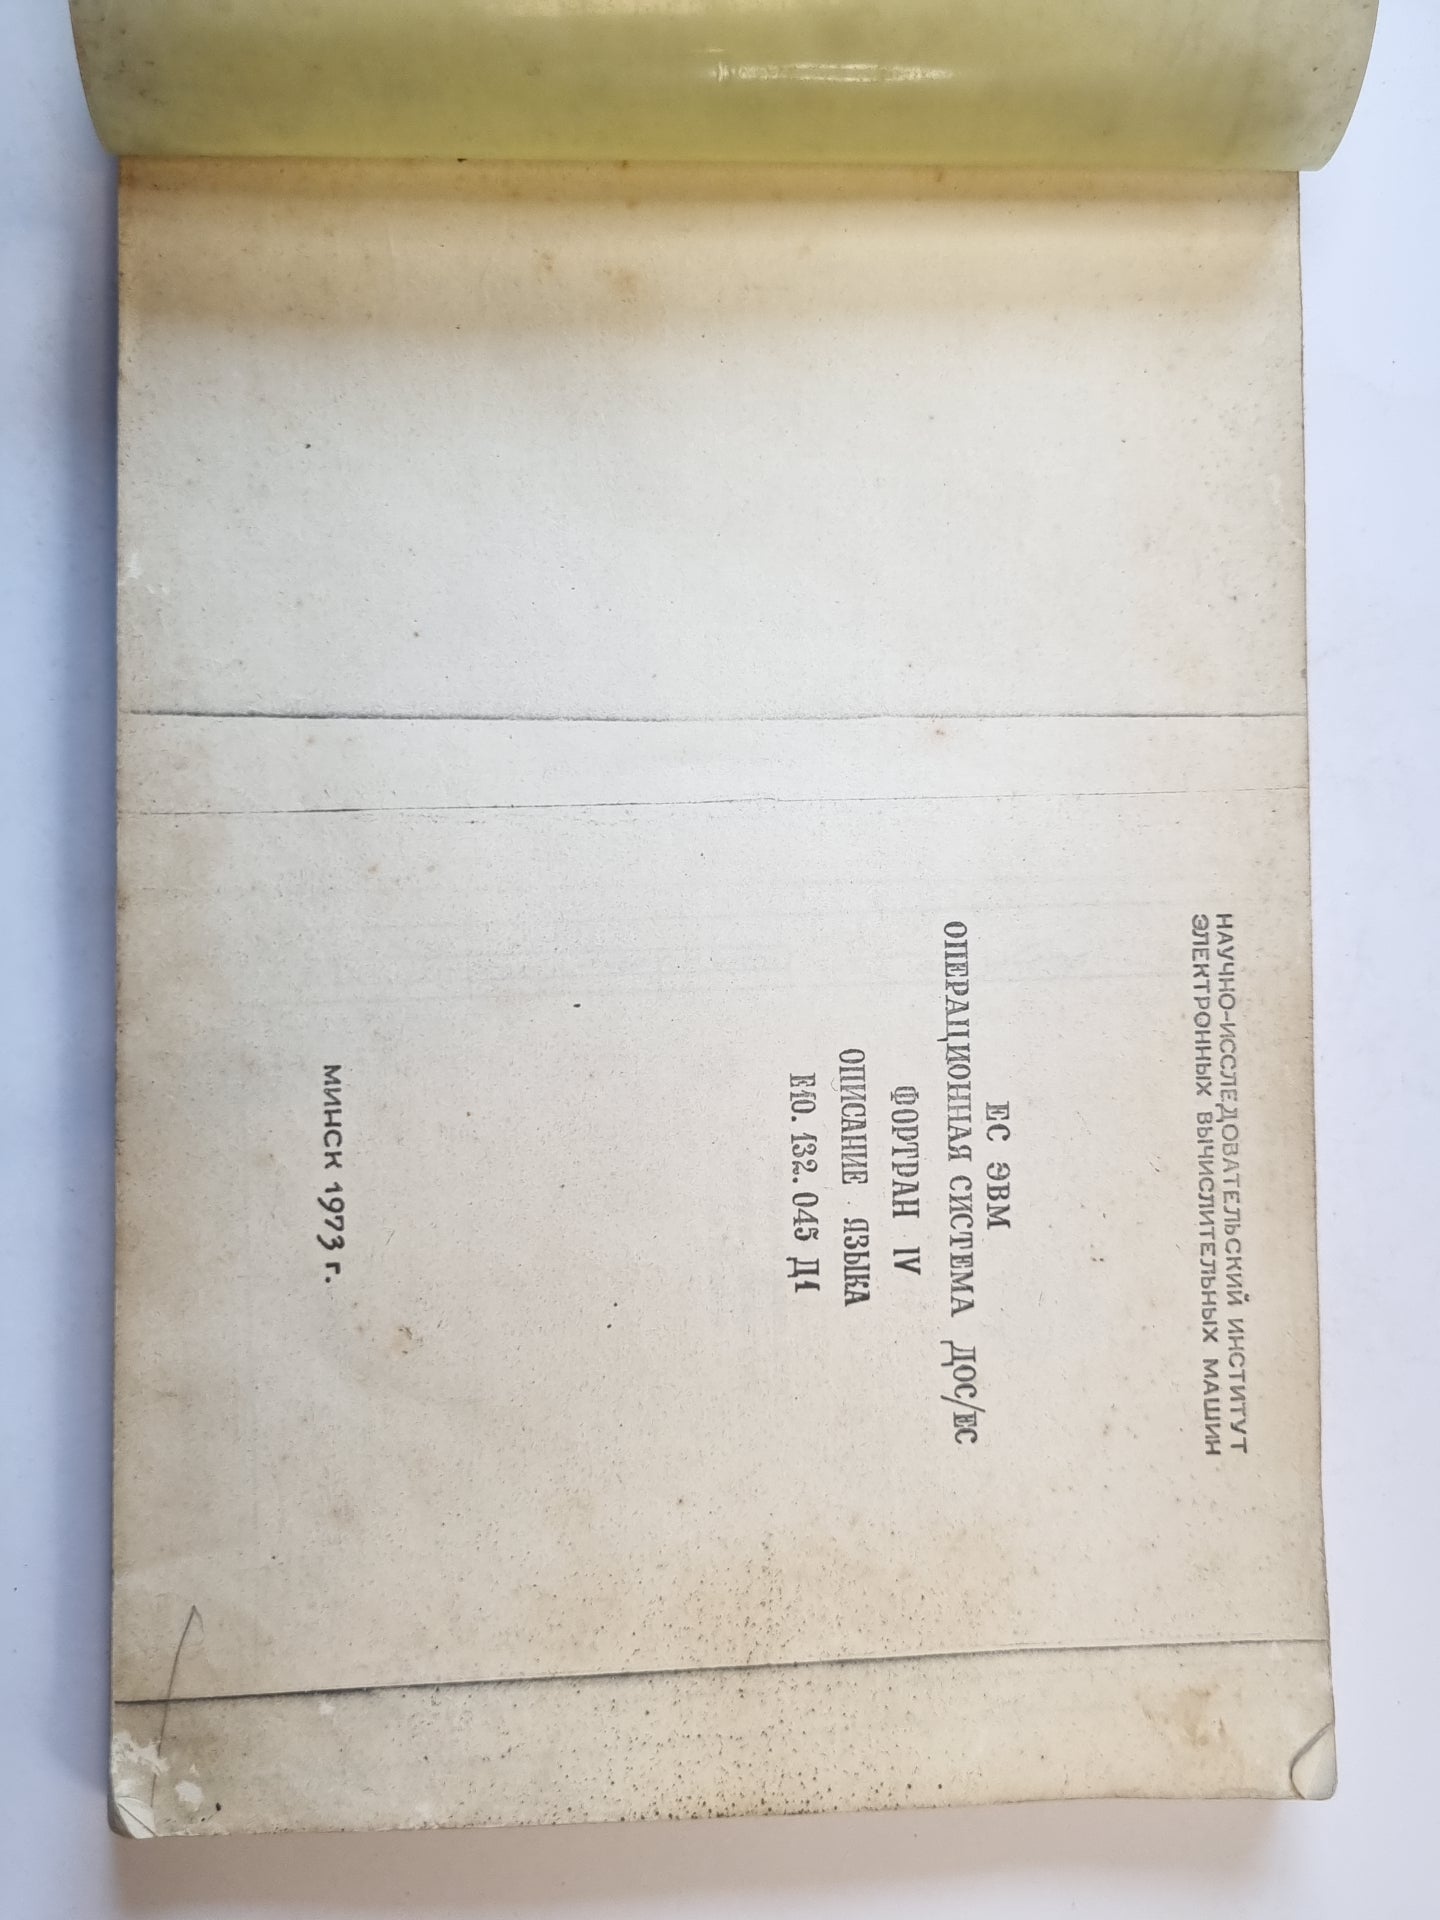 НАУЧНО-ИССЛЕДОВАТЕЛЬСКИЙ ИНСТИТУТ
ЭЛЕКТРОННЫХ ВЫЧИСЛИТЕЛЬНЫХ МАШИН
ЕС ЭВМ
ОПЕРАЦИОННАЯ СИСТЕМА ДОС/ЕС
ФОРТРАН IV
ОПИСАНИЕ ЯЗЫКА
Е10.132.045 Д1
МИНСК 1973 г.